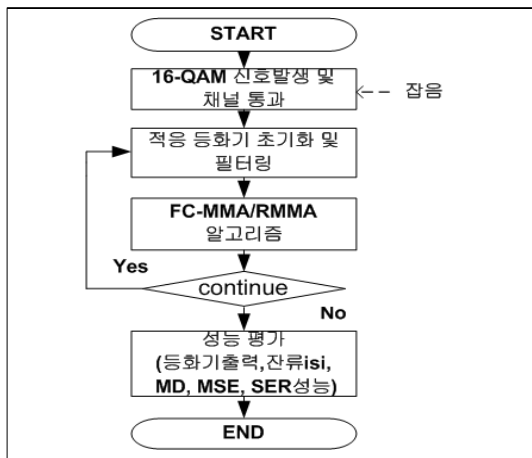 START
16-QAM 신호발생 및
채널 통과
잡음
적응 등화기 초기화 및
필터링
FC-MMA/RMMA
알고리즘
Yes
continue
No
성능 평가
(등화기출력,잔류isi,
MD, MSE, SER성능)
END